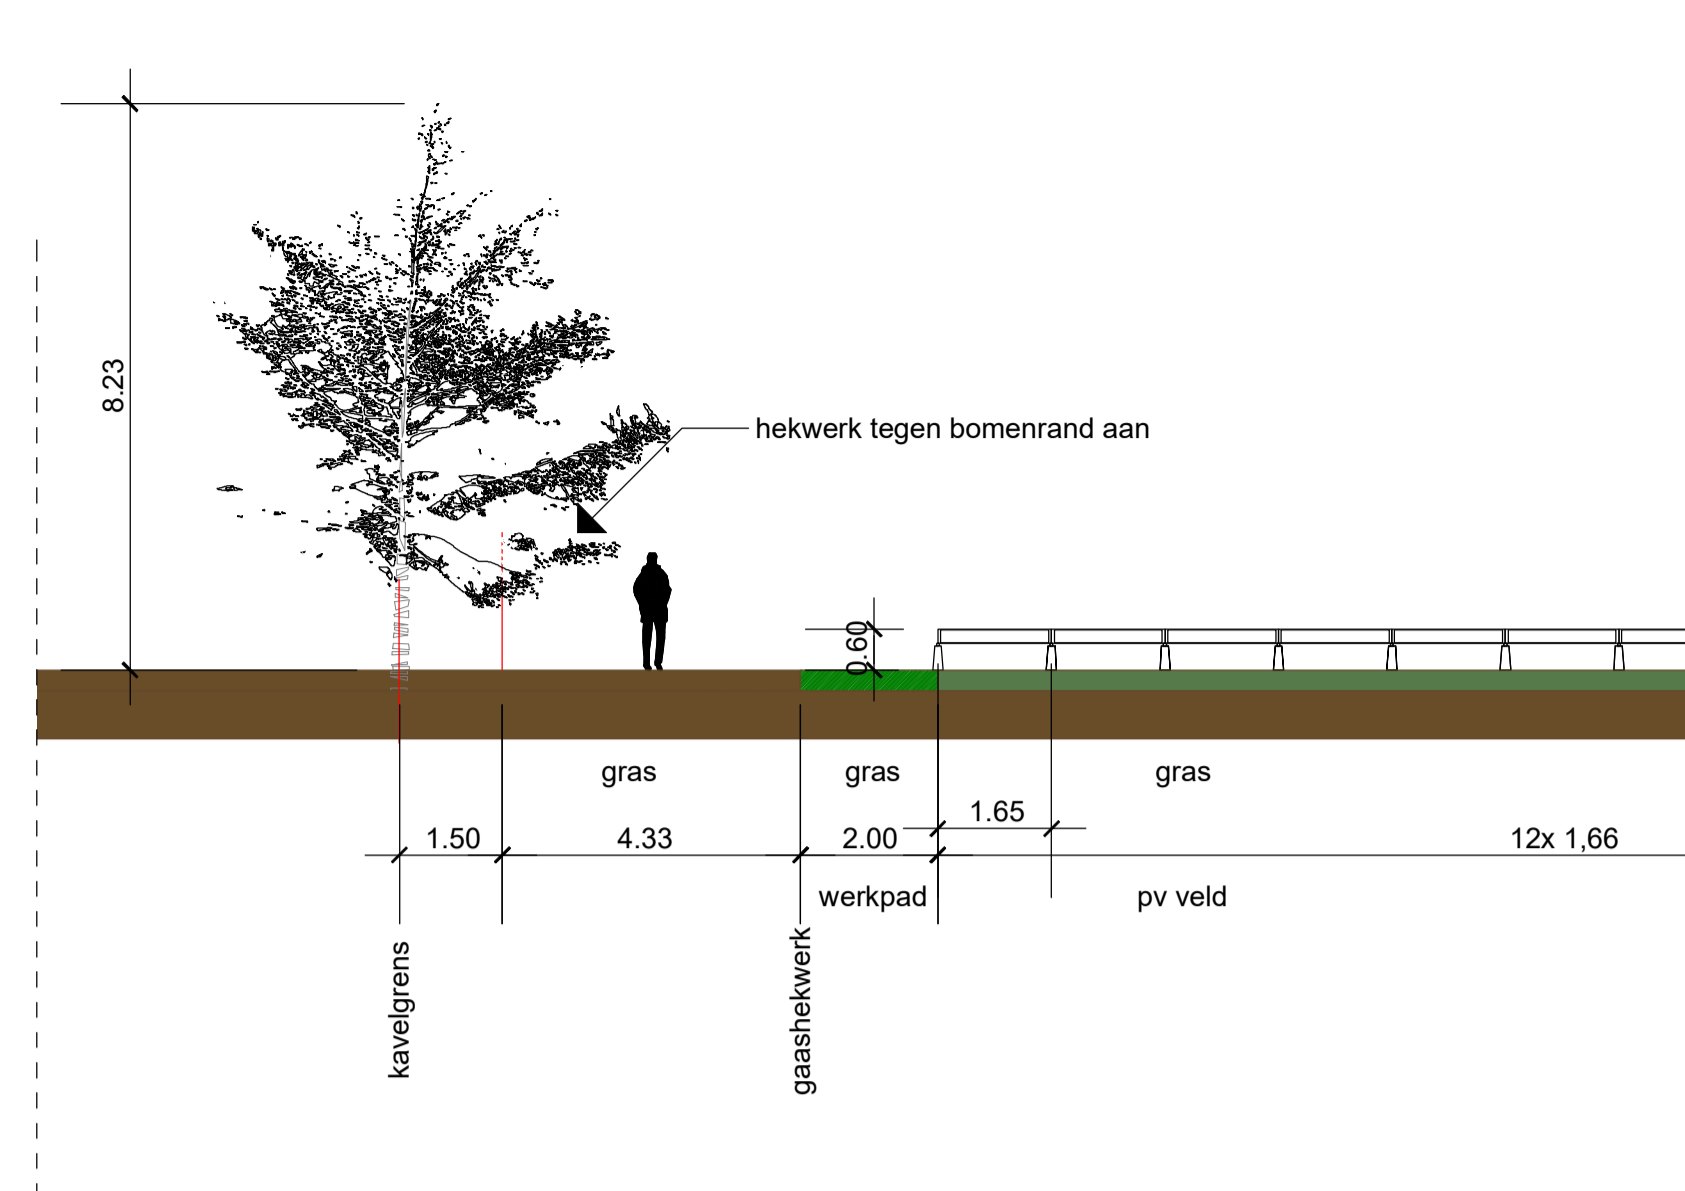 8.23
hekwerk tegen bomenrand aan
0.60
gras
gras
gras
1.65
1.50
4.33
2.00
12x 1,66
werkpad
pv veld
kavelgrens
gaashekwerk